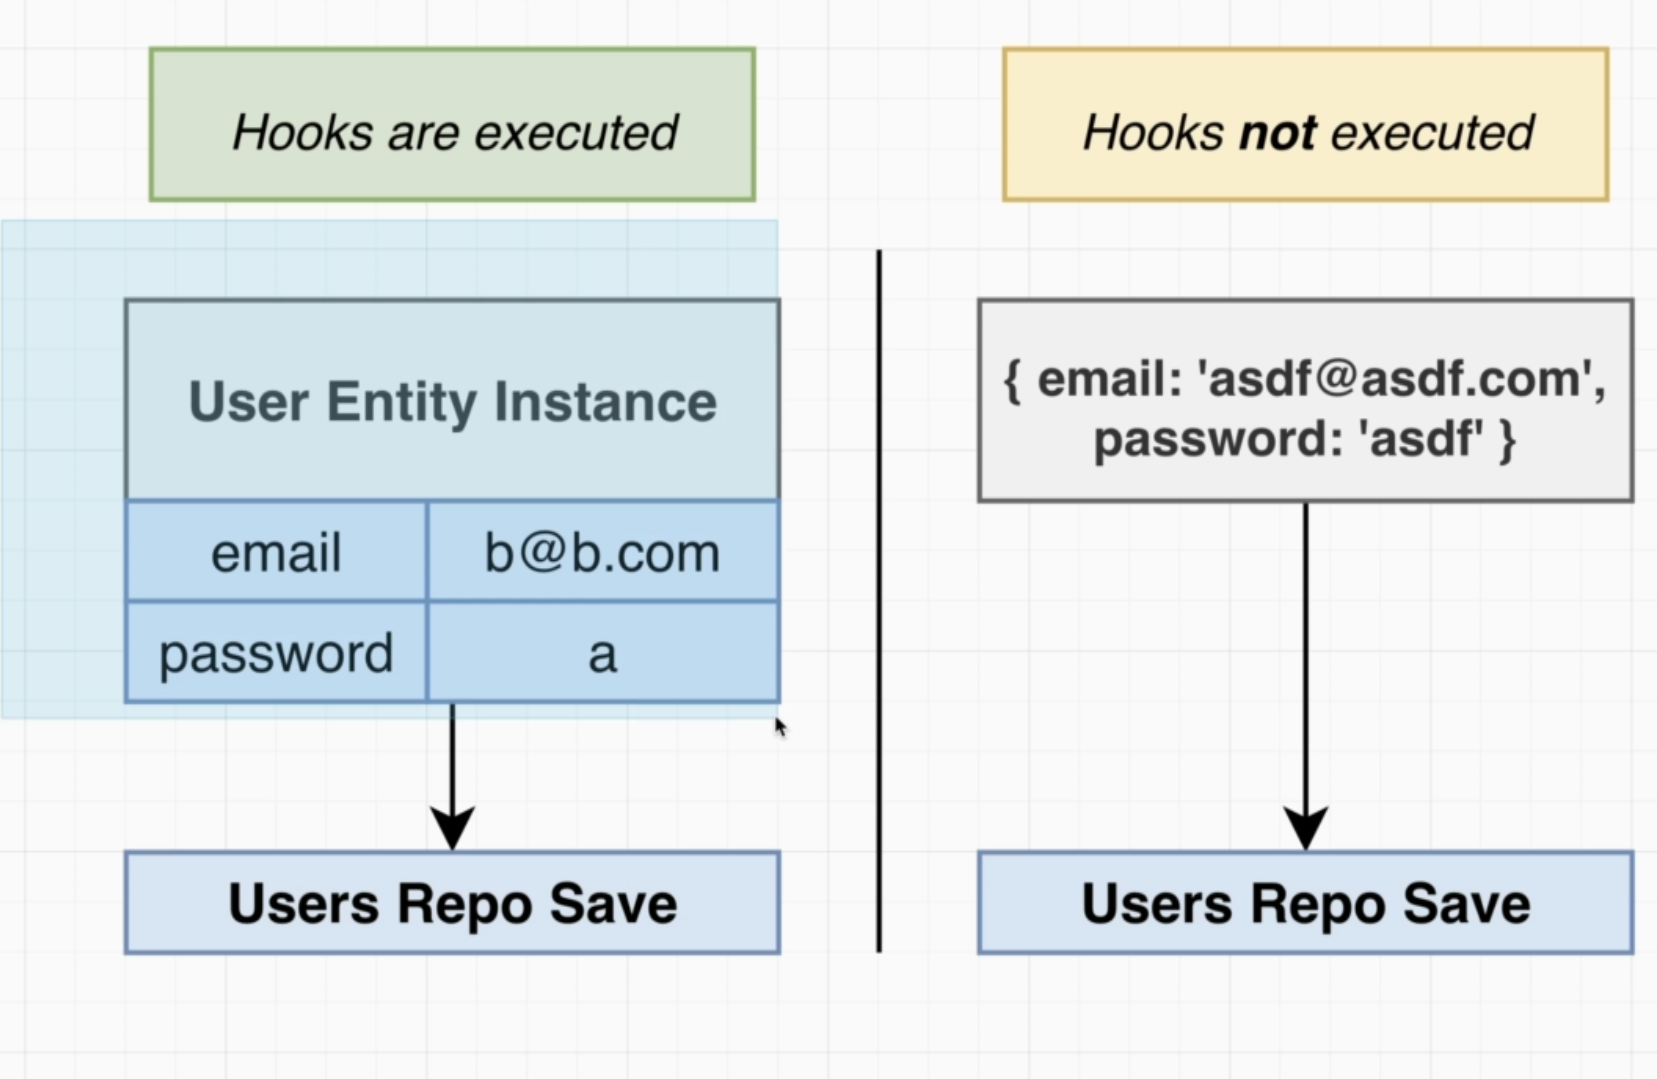 Hooks are executed
User Entity Instance
email b@b.com
password a
Users Repo Save
Hooks not executed
{ email: 'asdf@asdf.com',
password: 'asdf' }
Users Repo Save